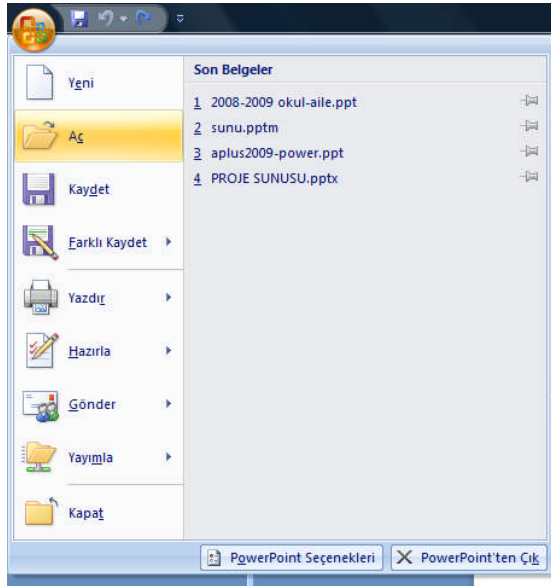 Yeni
Aç
Kaydet
Farklı Kaydet
Yazdır
Hazırla
Gönder
Yayımla
Kapat
Son Belgeler
1 2008-2009 okul-aile.ppt
2 sunu.pptm
3 aplus2009-power.ppt
4 PROJE SUNUSU.pptx
PowerPoint Seçenekleri
PowerPoint'ten Çık